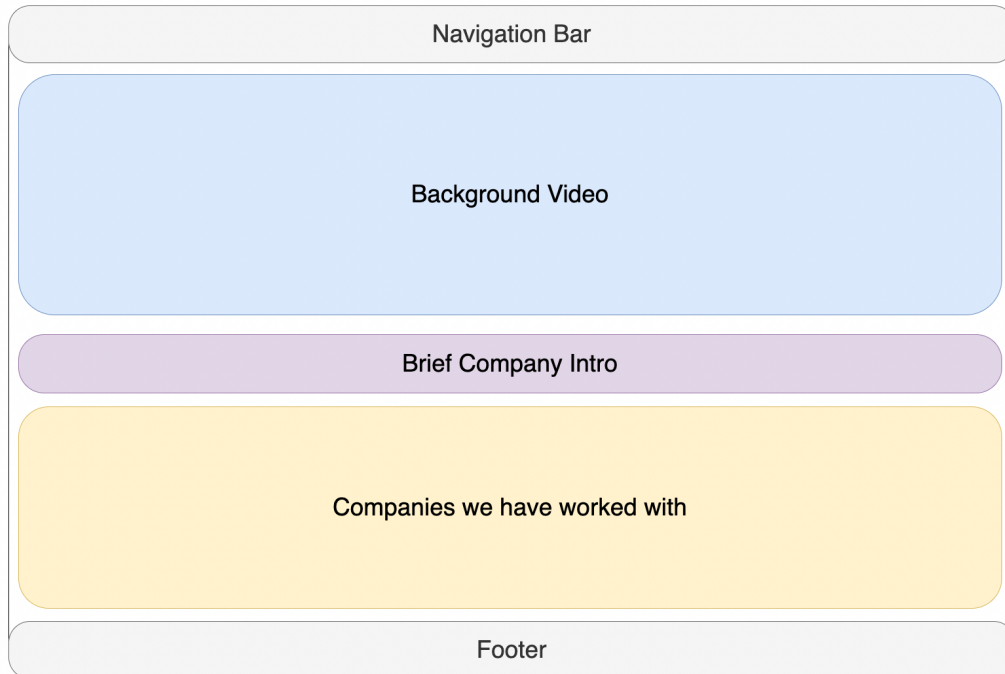 Navigation Bar
Background Video
Brief Company Intro
Companies we have worked with
Footer